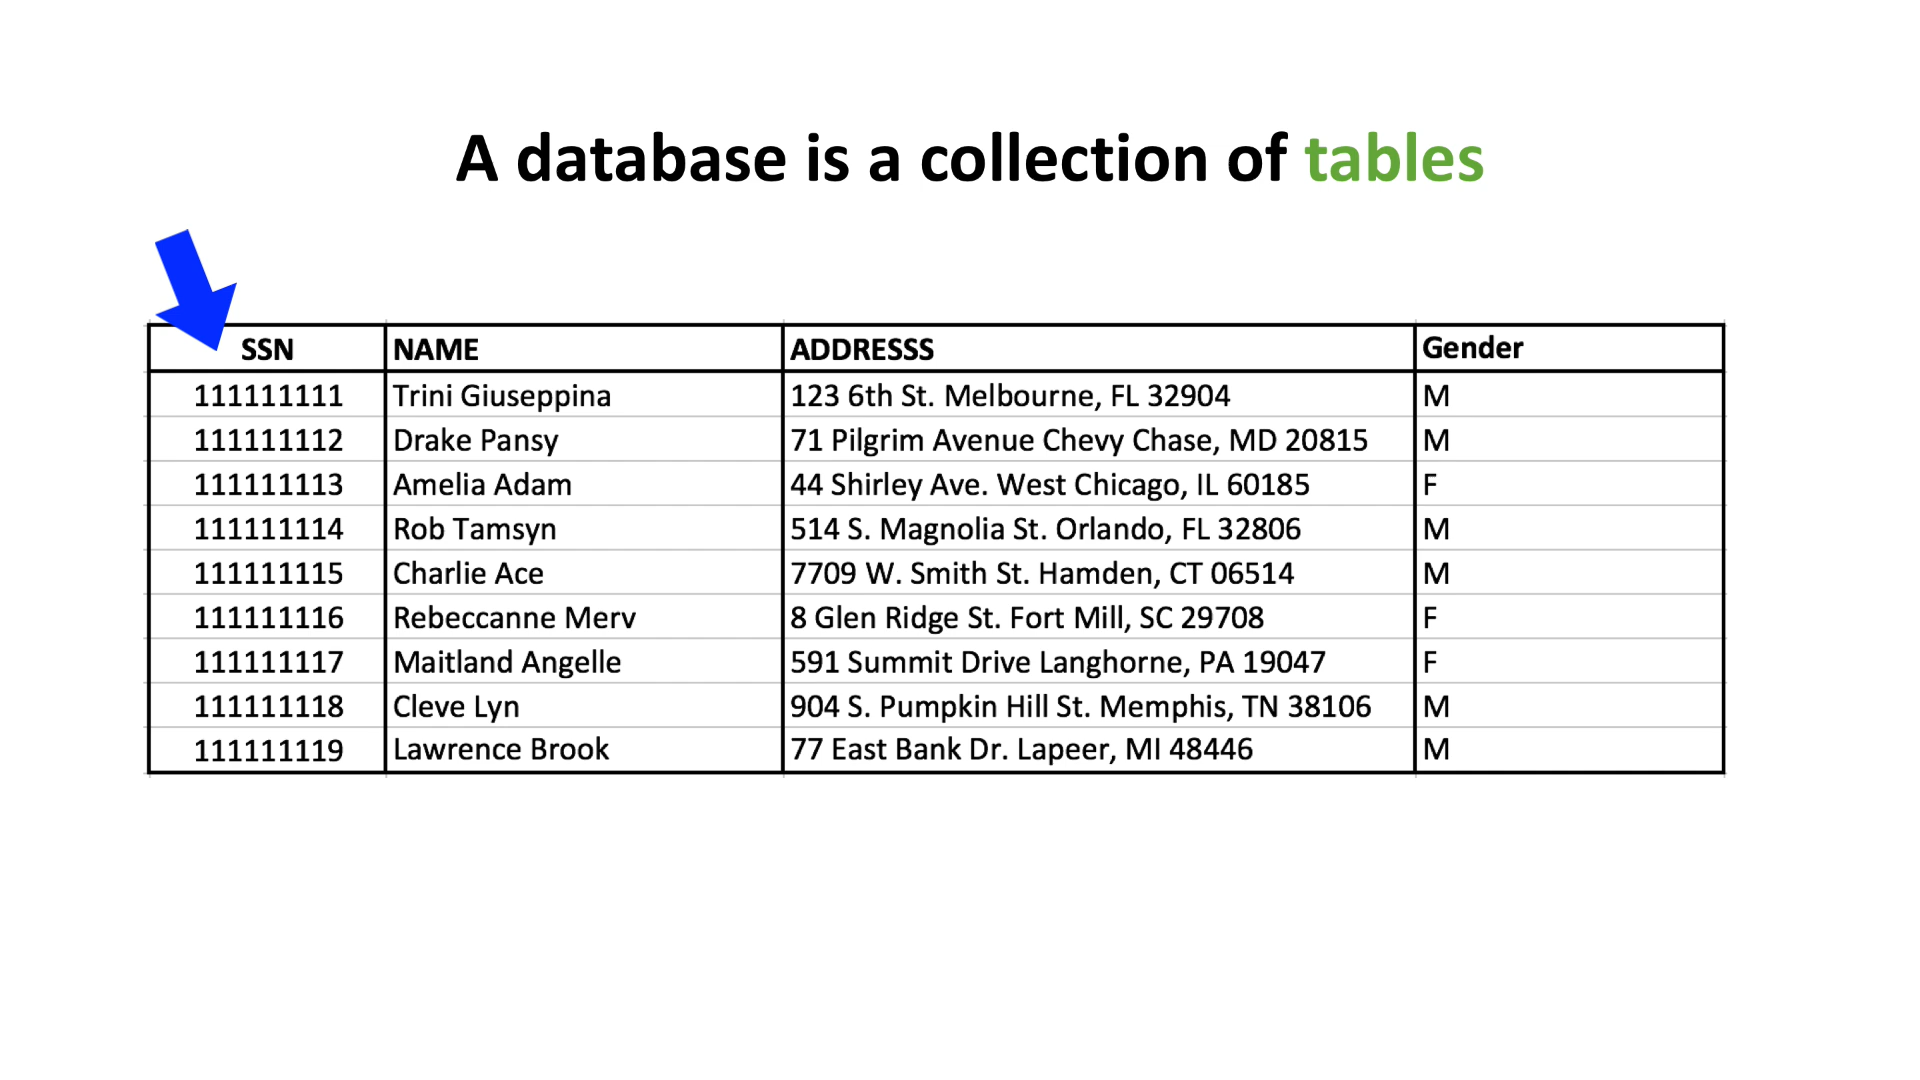 A database is a collection of tables
SSN NAME ADDRESSS Gender
111111111 Trini Giuseppina 123 6th St. Melbourne, FL 32904 M
111111112 Drake Pansy 71 Pilgrim Avenue Chevy Chase, MD 20815 M
111111113 Amelia Adam 44 Shirley Ave. West Chicago, IL 60185 F
111111114 Rob Tamsyn 514 S. Magnolia St. Orlando, FL 32806 M
111111115 Charlie Ace 7709 W. Smith St. Hamden, CT 06514 M
111111116 Rebeccanne Merv 8 Glen Ridge St. Fort Mill, SC 29708 F
111111117 Maitland Angelle 591 Summit Drive Langhorne, PA 19047 F
111111118 Cleve Lyn 904 S. Pumpkin Hill St. Memphis, TN 38106 M
111111119 Lawrence Brook 77 East Bank Dr. Lapeer, MI 48446 M